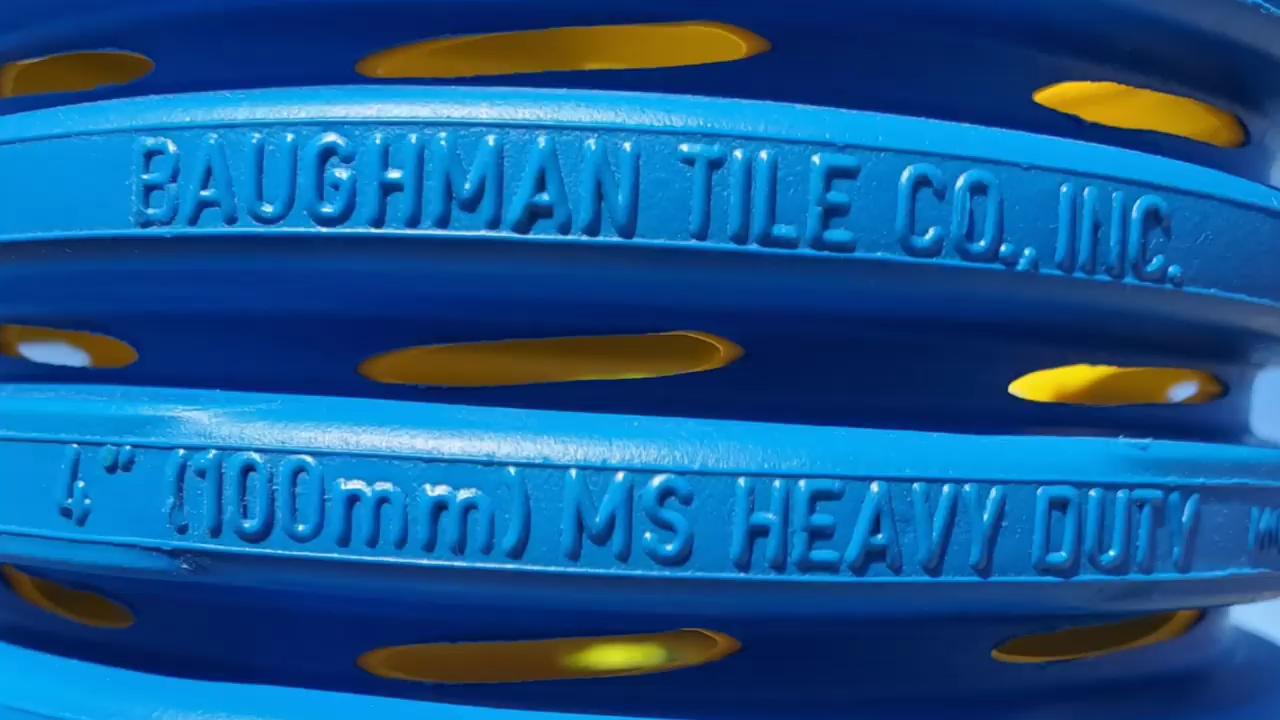 BAUGHMAN TILE CO., INC.
4" (100mm) MS HEAVY DUTY